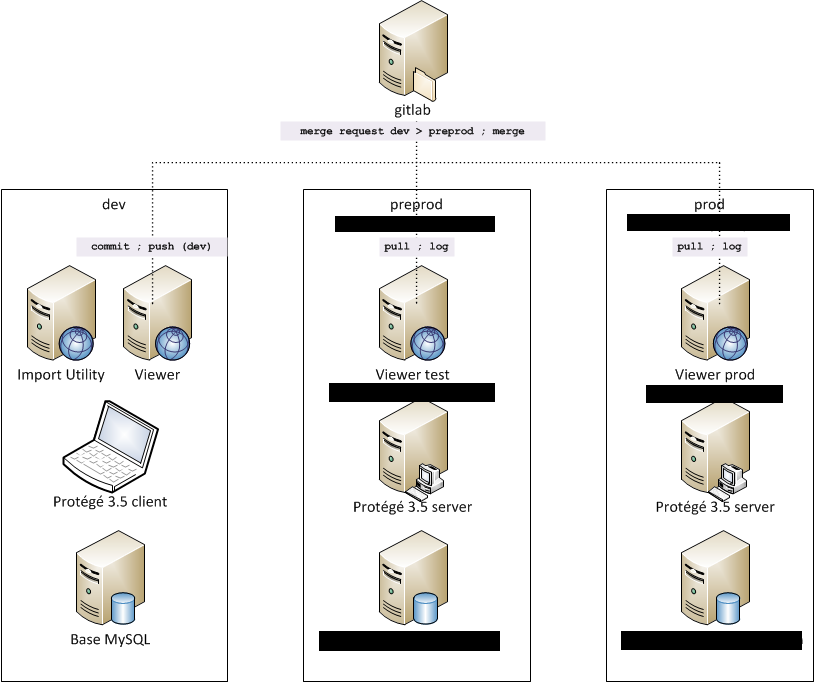 gitlab
merge request dev > preprod ; merge
dev
commit ; push (dev)
Import Utility
Viewer
Protégé 3.5 client
Base MySQL
preprod
pull ; log
Viewer test
Protégé 3.5 server
prod
pull ; log
Viewer prod
Protégé 3.5 server